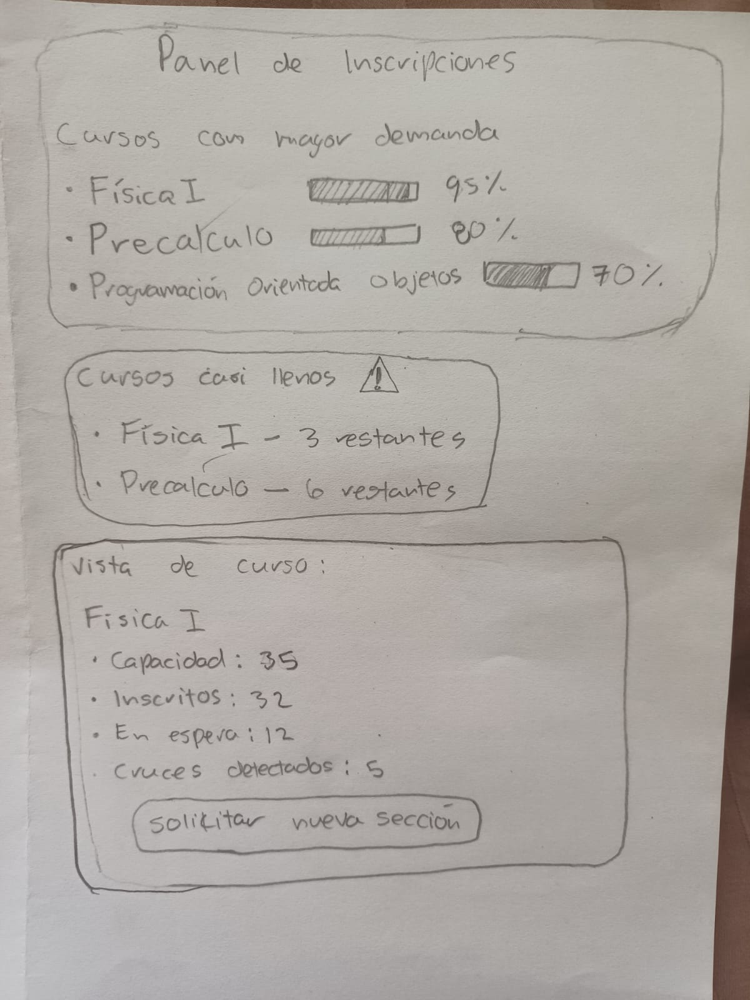 Panel de Inscripciones
Cursos con mayor demanda
• Física I 95%
• Precalculo 80%
• Programación Orientada objetos 70%
Cursos casi llenos !
• Física I - 3 restantes
• Precalculo - 6 restantes
Vista de curso:
Fisica I
• Capacidad: 35
• Inscritos: 32
• En espera: 12
• Cruces detectados: 5
solicitar nueva sección